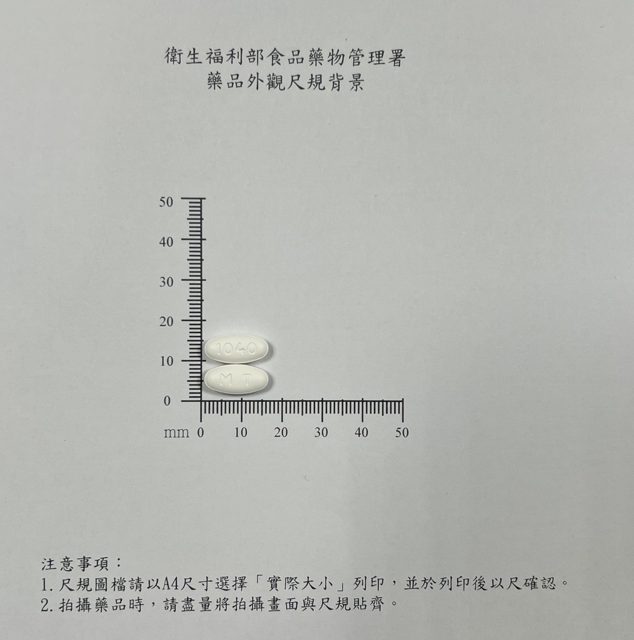 衛生福利部食品藥物管理署
藥品外觀尺規背景
50
40
30
20
10
0
1040
M T
mm 0 10 20 30 40 50
注意事項：
1. 尺規圖檔請以A4尺寸選擇「實際大小」列印，並於列印後以尺確認。
2. 拍攝藥品時，請盡量將拍攝畫面與尺規貼齊。